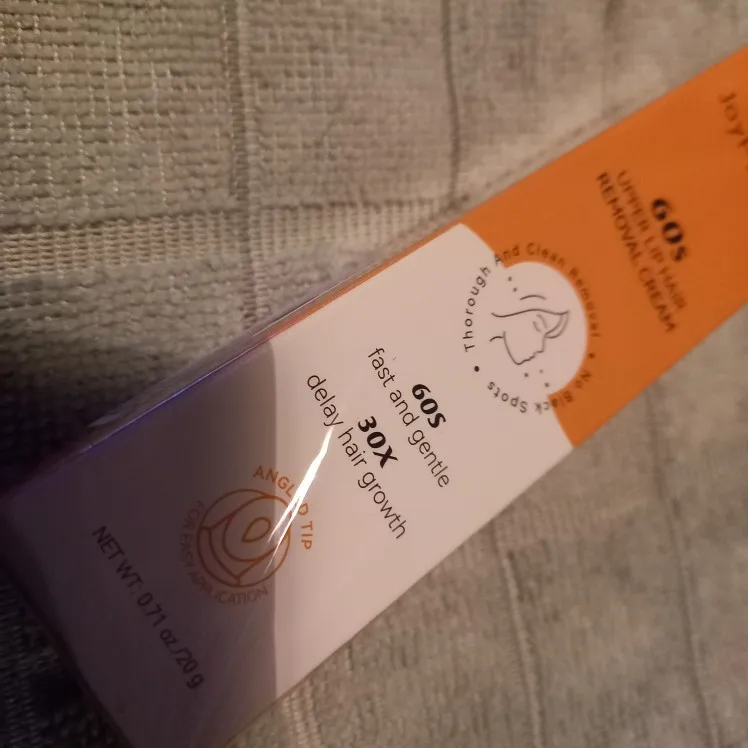 60s
UPPER LIP HAIR
REMOVAL CREAM
Thorough And Clean Remover • No Black Spots •
60S
fast and gentle
30X
delay hair growth
ANGLED TIP
FOR EASY APPLICATION
NET WT. 0.71 oz./20 g